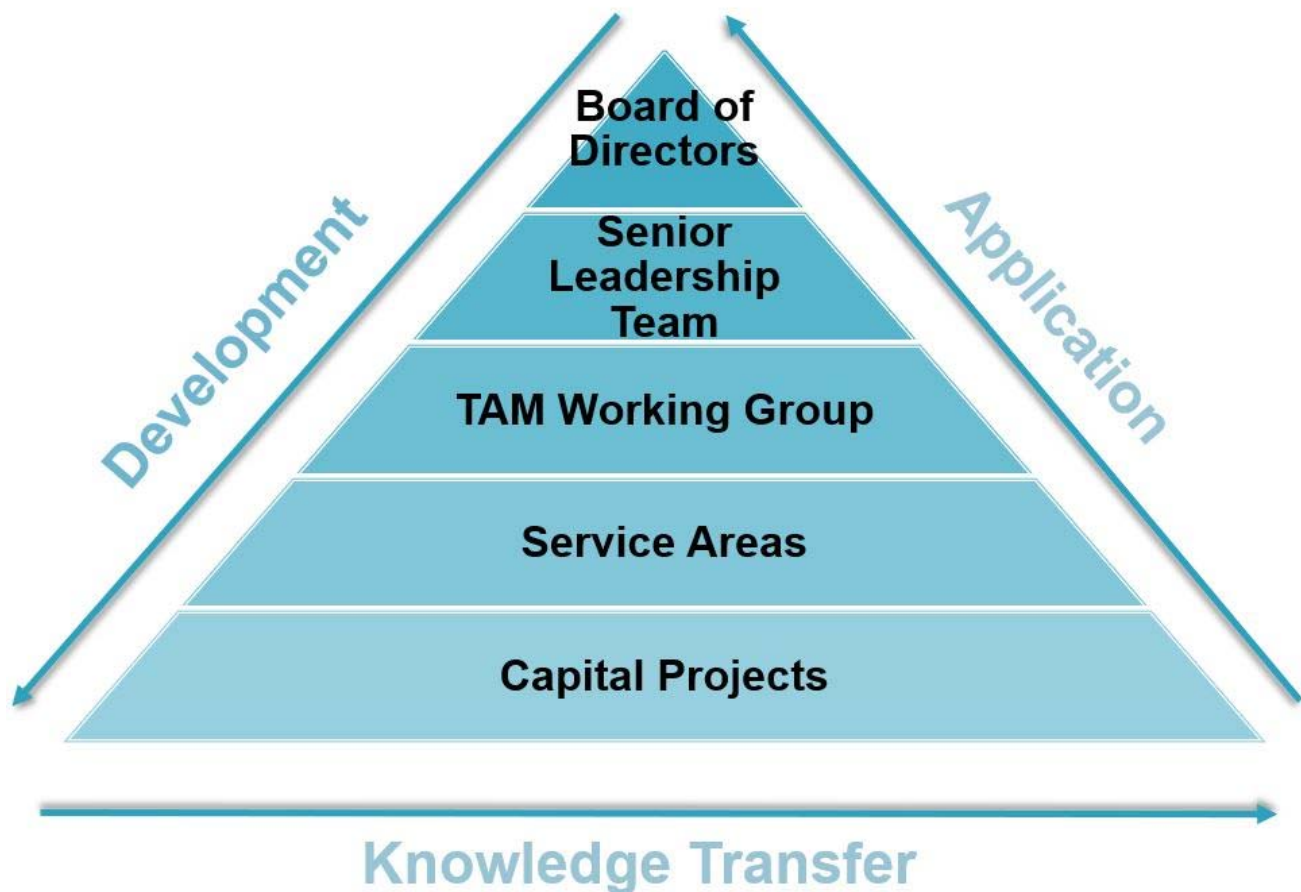 Board of
Directors
Senior
Leadership
Team
TAM Working Group
Service Areas
Capital Projects
Development
Application
Knowledge Transfer